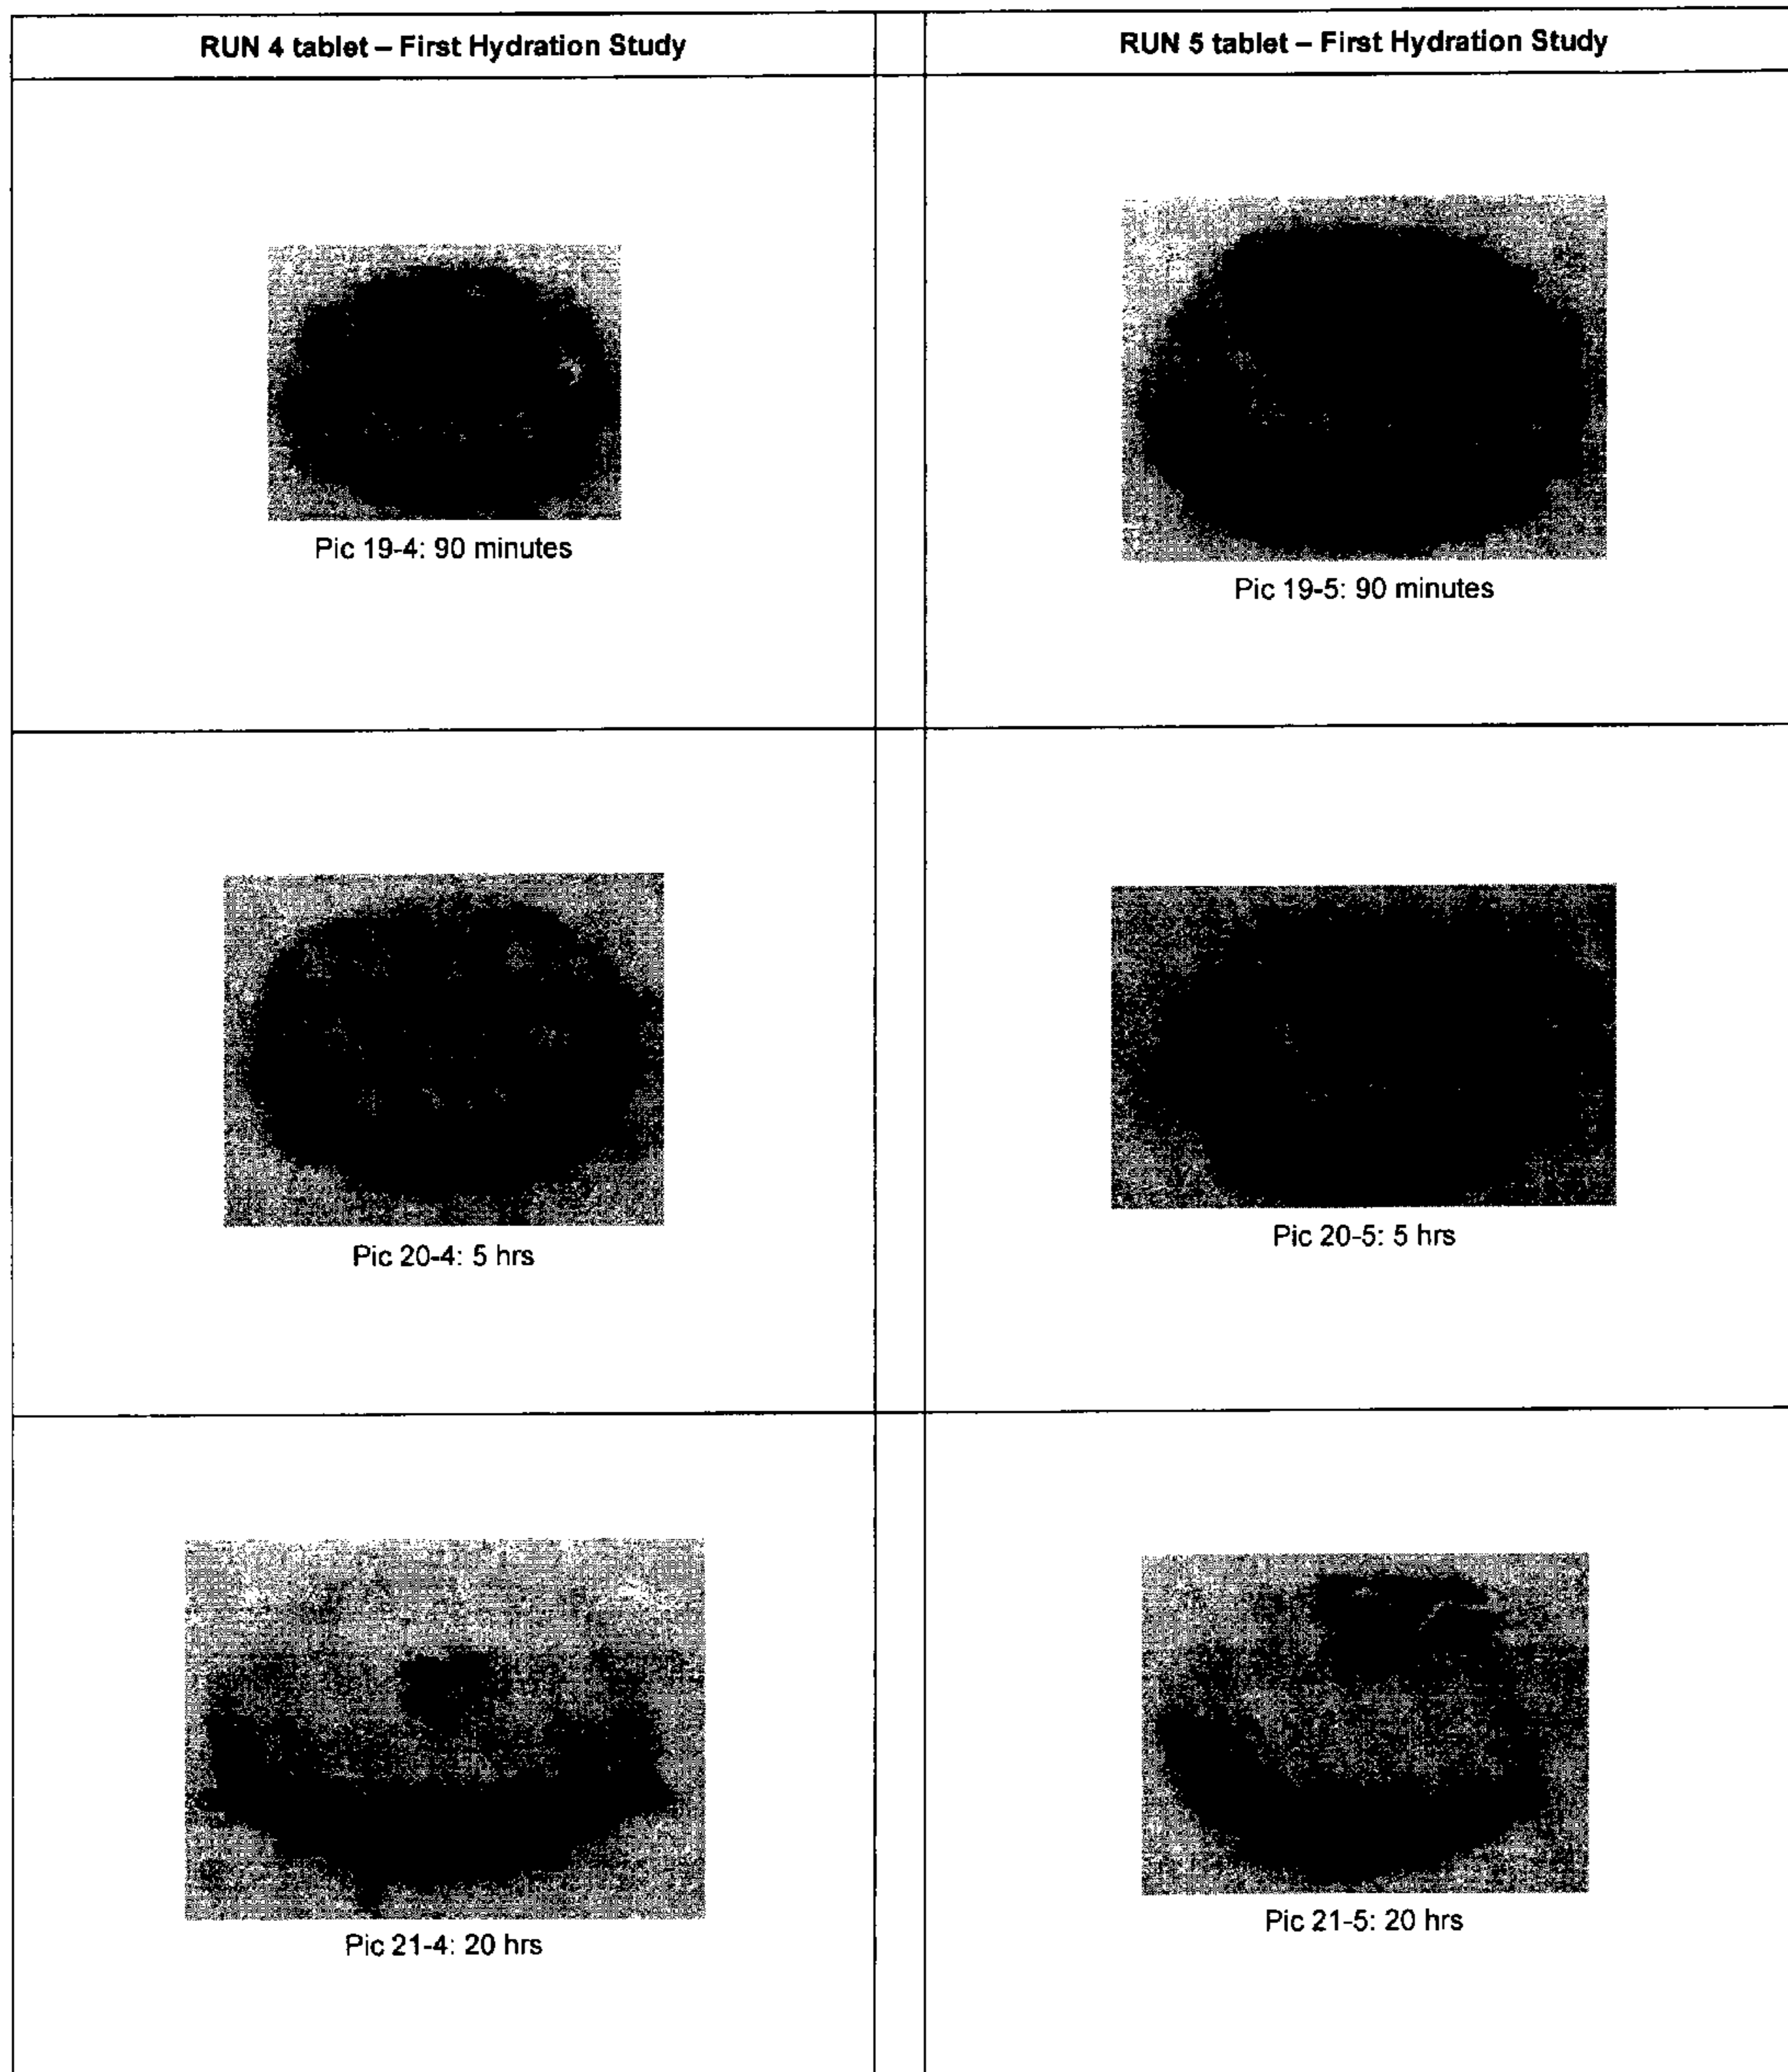 RUN 4 tablet – First Hydration Study
RUN 5 tablet – First Hydration Study
Pic 19-4: 90 minutes
Pic 19-5: 90 minutes
Pic 20-4: 5 hrs
Pic 20-5: 5 hrs
Pic 21-4: 20 hrs
Pic 21-5: 20 hrs